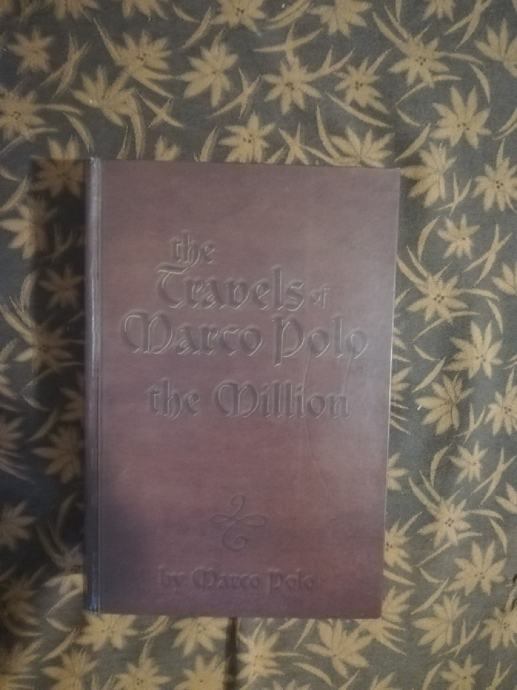 the
Travels of
Marco Polo
the Million
by Marco Polo